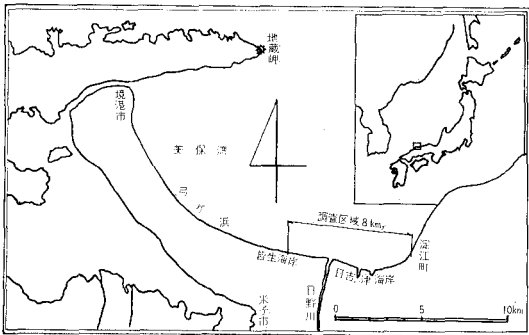 地蔵岬
境港市
美保湾
弓ケ浜
調査区域8km
皆生海岸
日吉津海岸
淀江町
日野川
米子市
0 5 10km